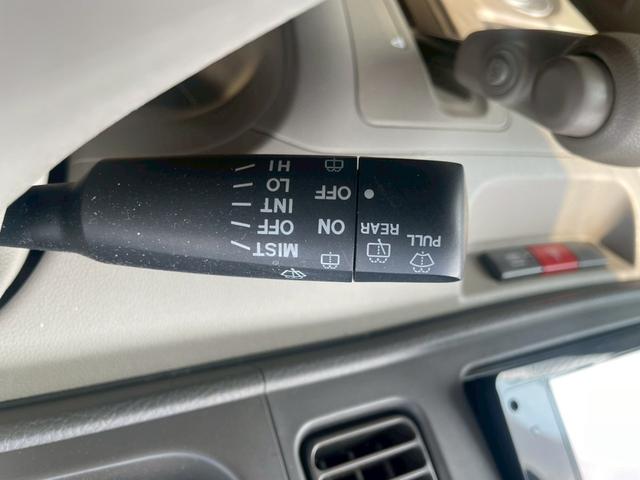 MIST
OFF
INT
LO
HI
ON
OFF
REAR
PULL